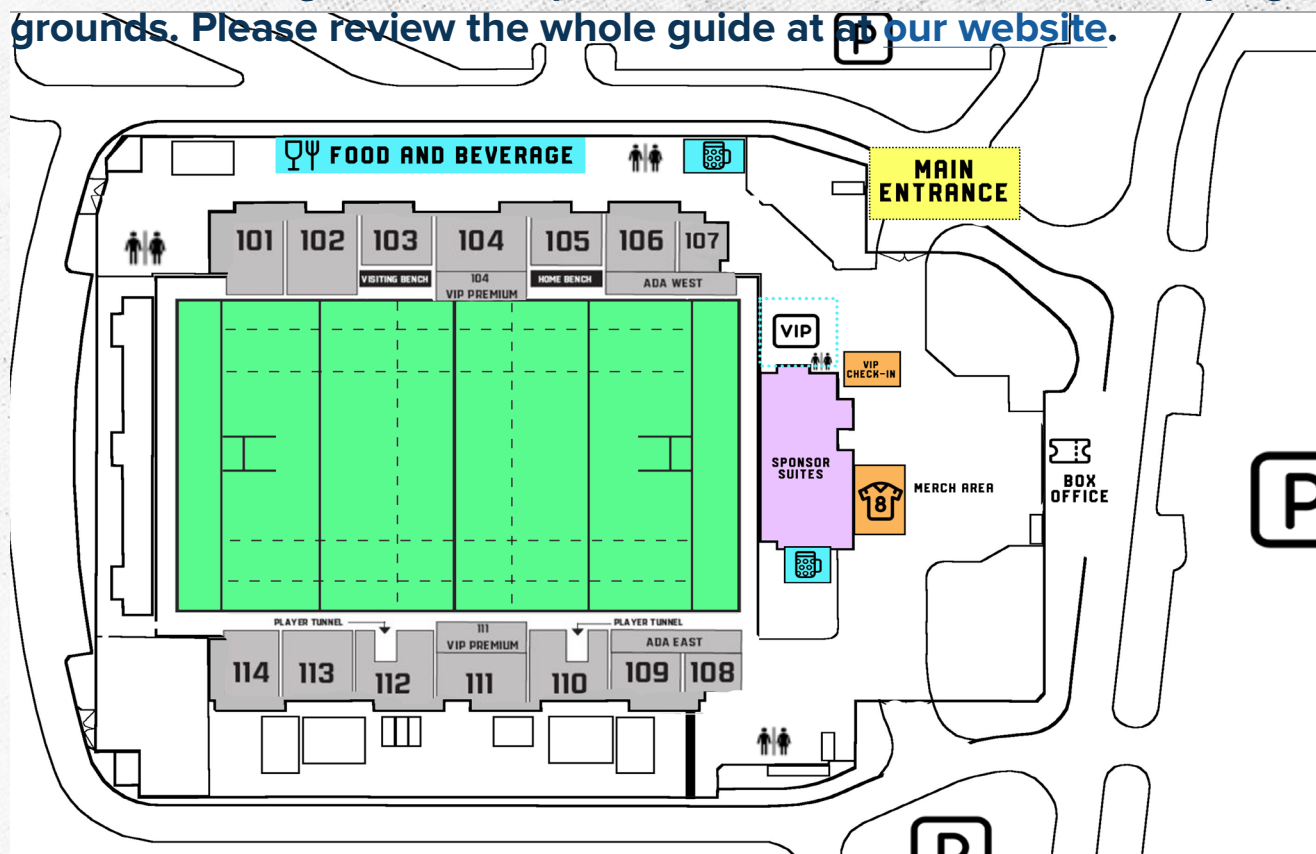 grounds. Please review the whole guide at at our website.
P
FOOD AND BEVERAGE
MAIN
ENTRANCE
101
102
103
104
105
106
107
VISITING BENCH
104
VIP PREMIUM
HOME BENCH
ADA WEST
VIP
VIP
CHECK-IN
SPONSOR
SUITES
8
MERCH AREA
BOX
OFFICE
P
PLAYER TUNNEL
111
VIP PREMIUM
PLAYER TUNNEL
ADA EAST
114
113
112
111
110
109
108
P